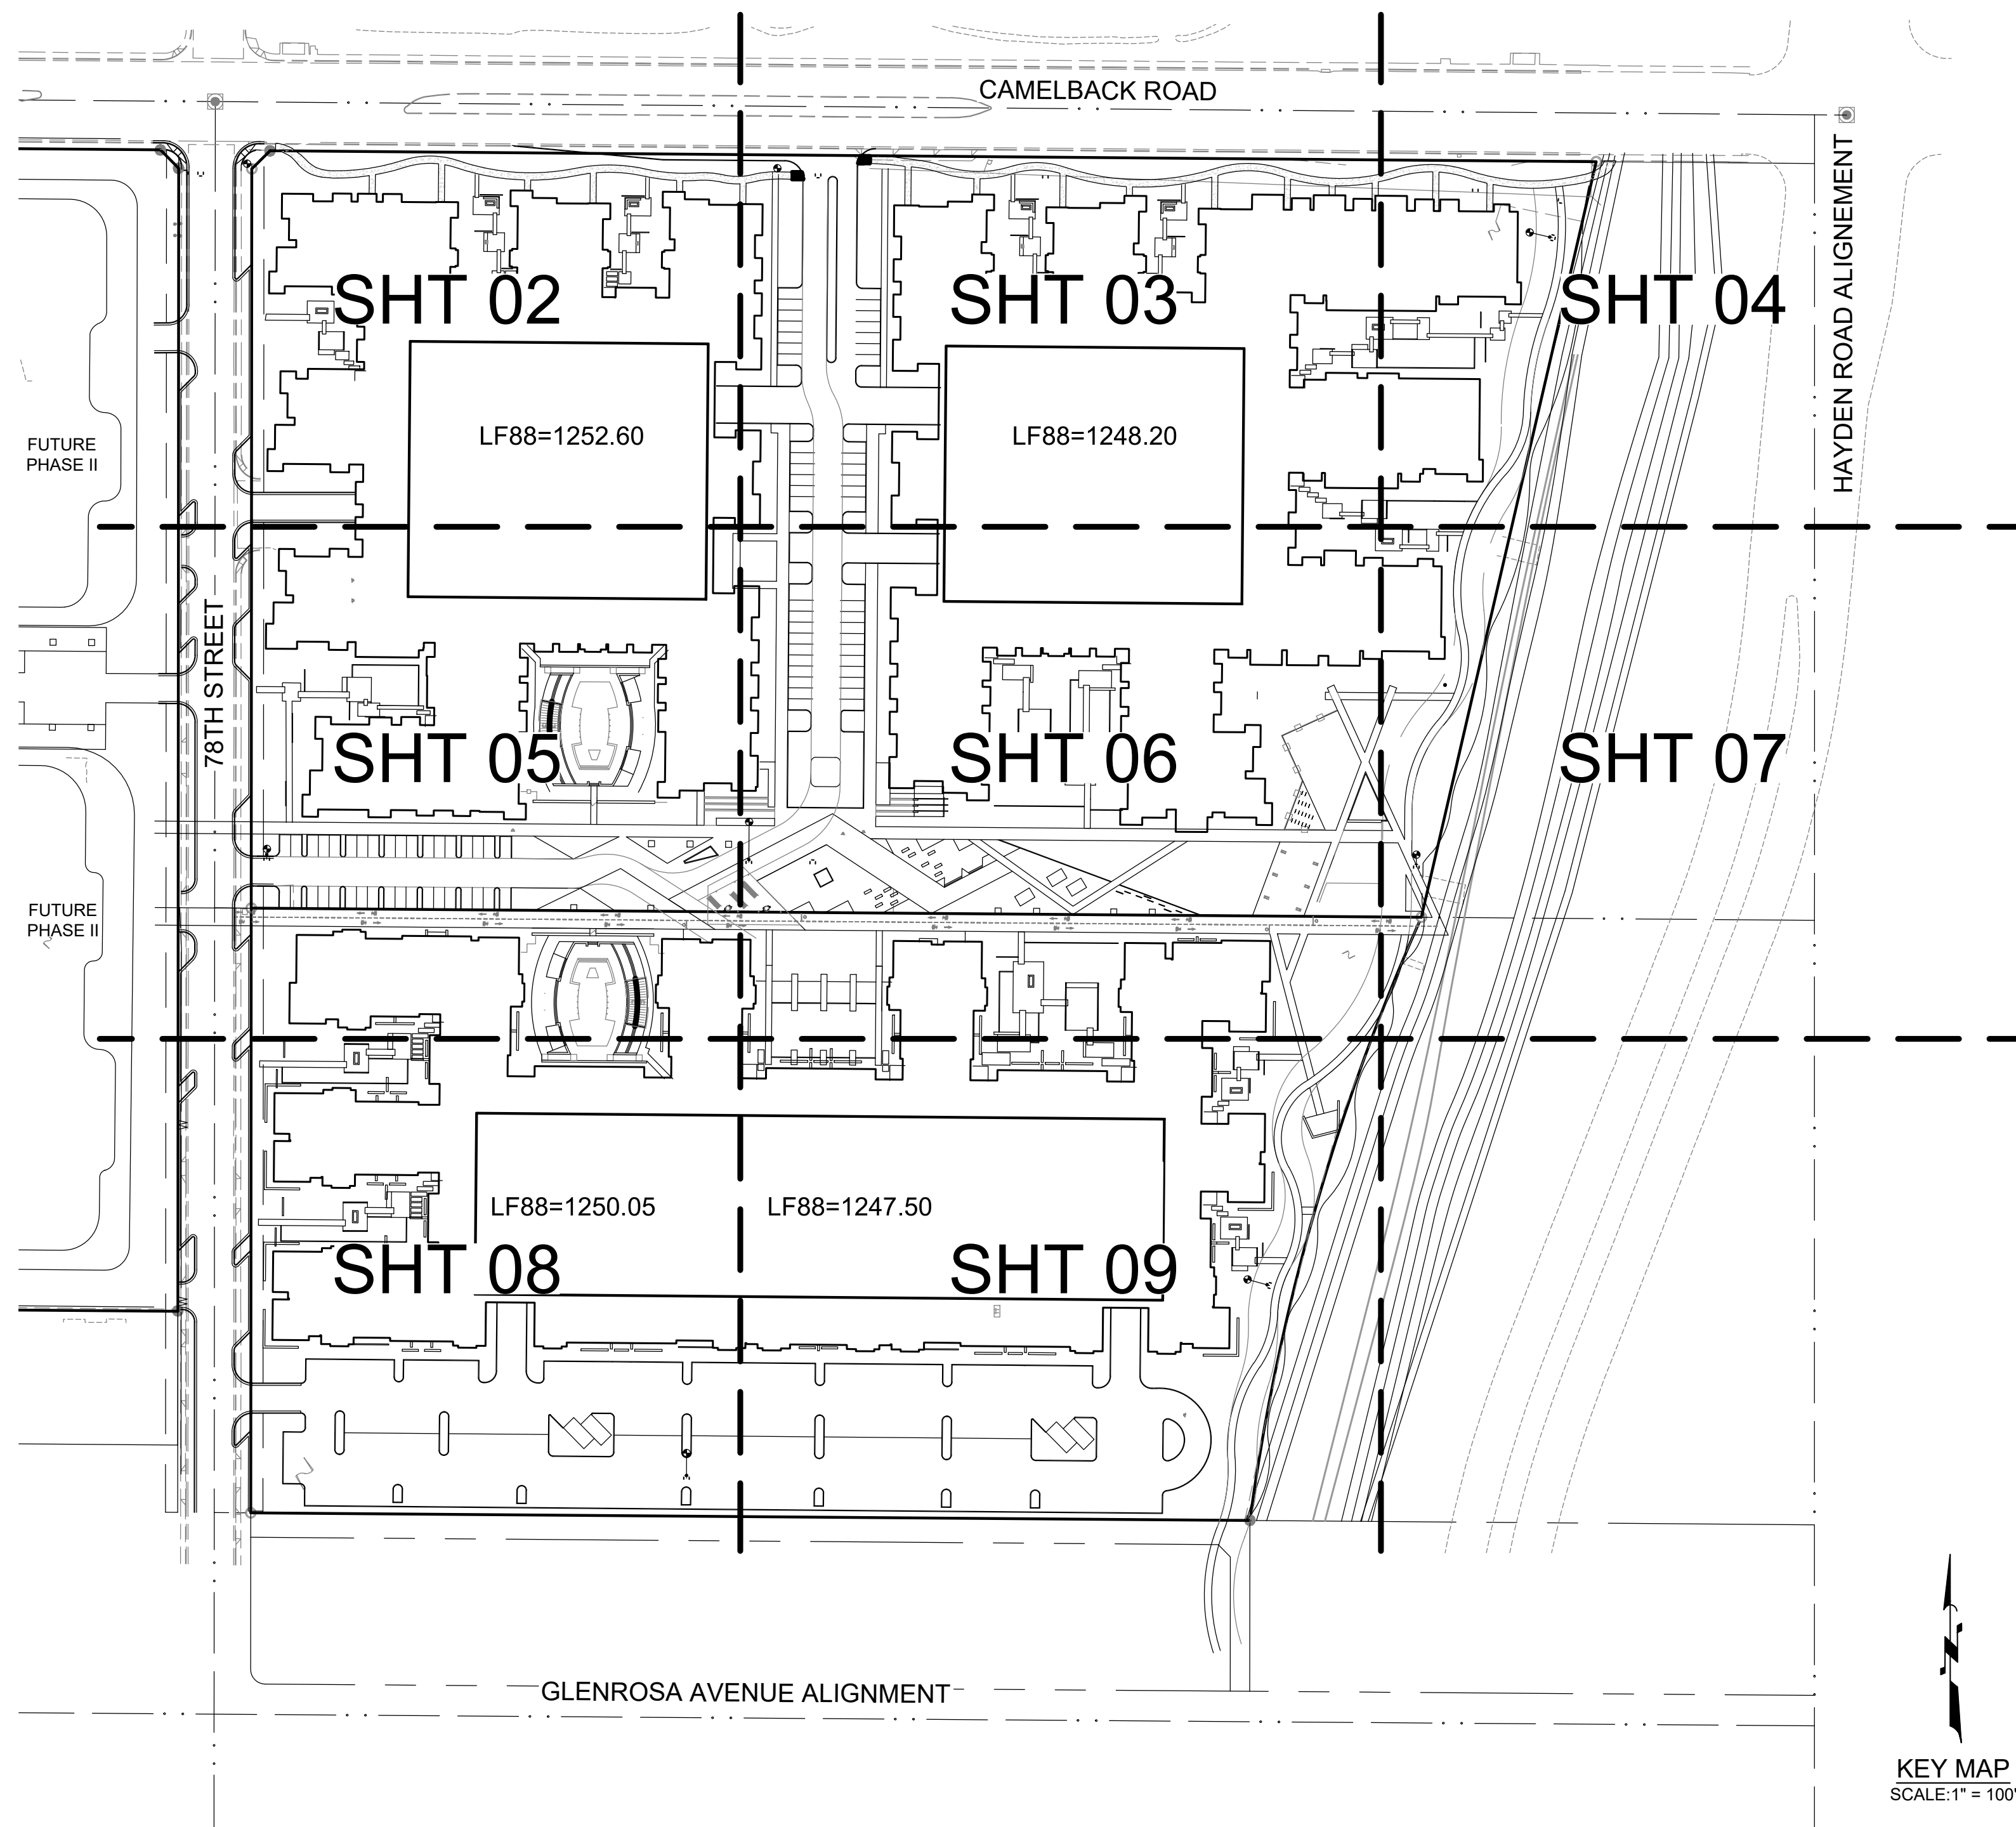 CAMELBACK ROAD
HAYDEN ROAD ALIGNEMENT
SHT 02
SHT 03
SHT 04
LF88=1252.60
LF88=1248.20
FUTURE
PHASE II
78TH STREET
SHT 05
SHT 06
SHT 07
FUTURE
PHASE II
LF88=1250.05
LF88=1247.50
SHT 08
SHT 09
GLENROSA AVENUE ALIGNMENT
KEY MAP
SCALE:1" = 100'